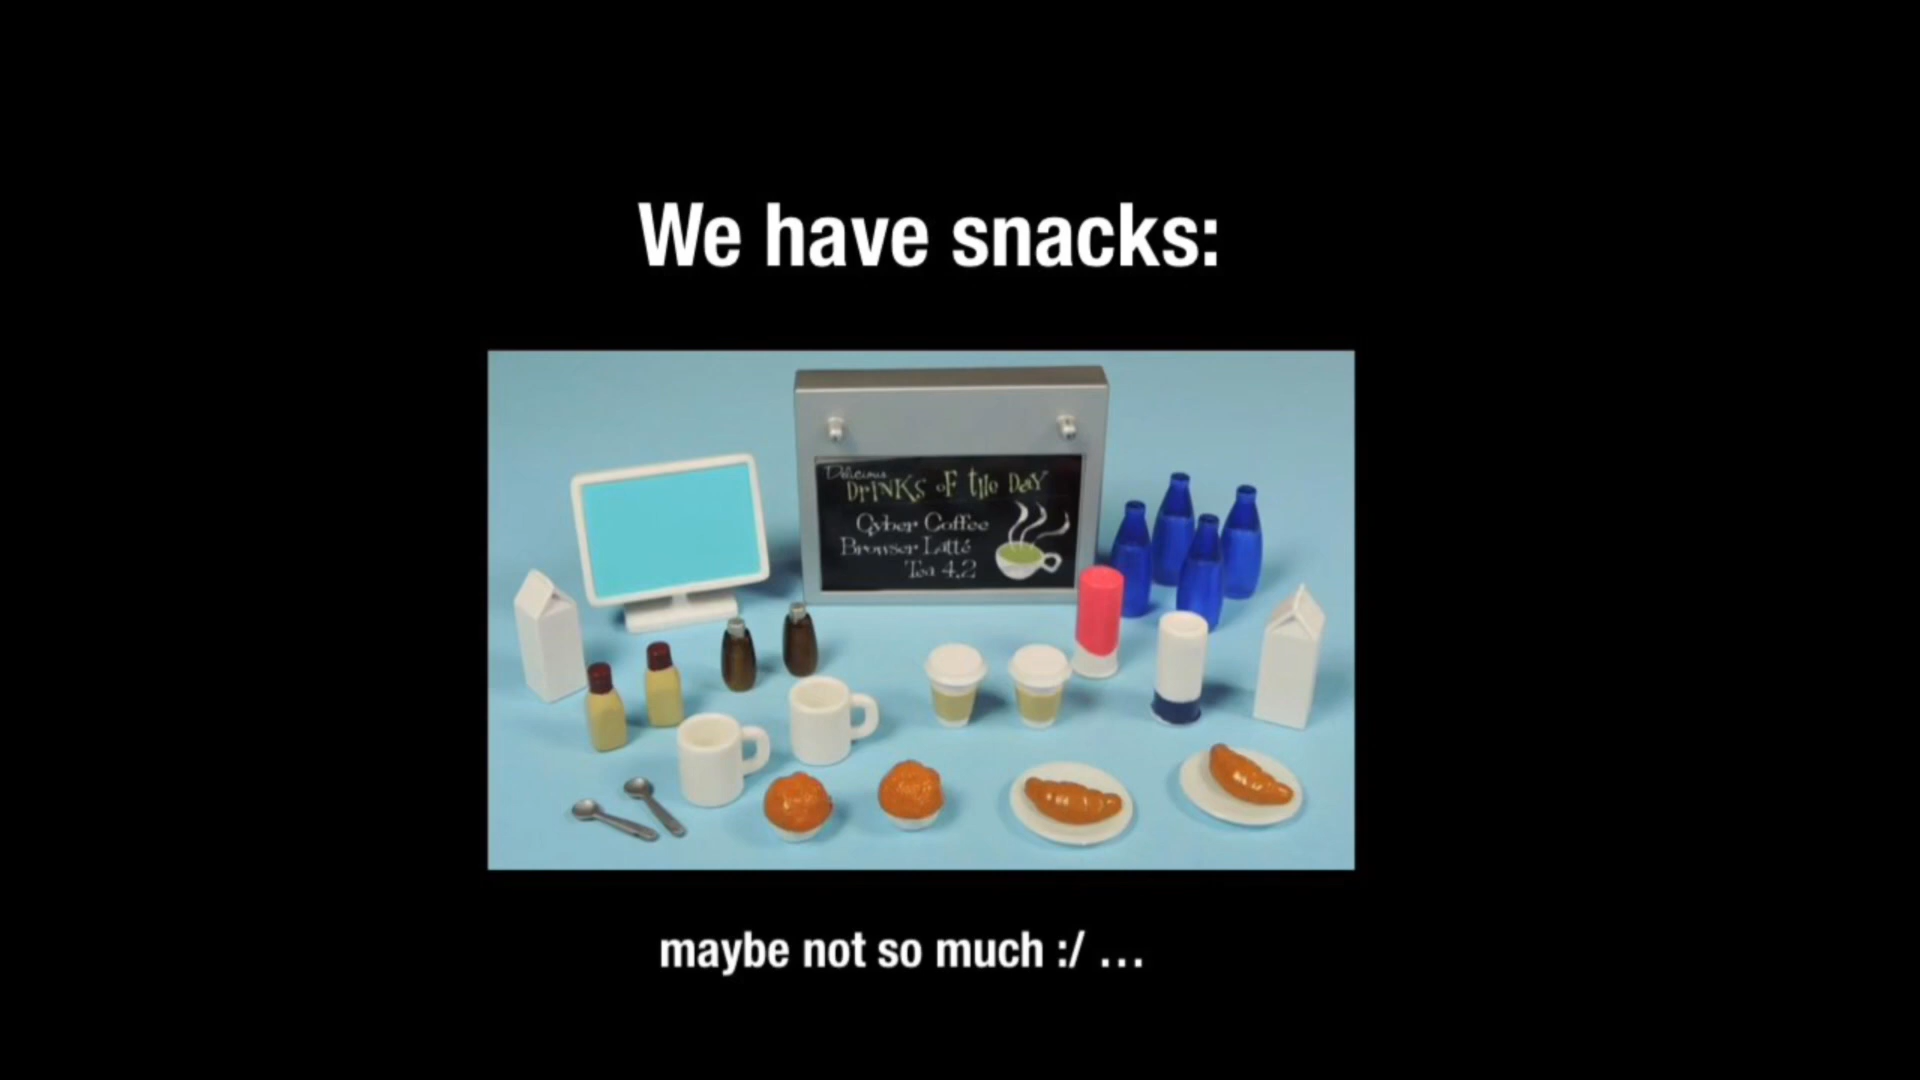 We have snacks:
Delicious
DrINKs oF tHe DaY
Cyber Coffee
Browser Latté
Tea 4.2
maybe not so much :/ …